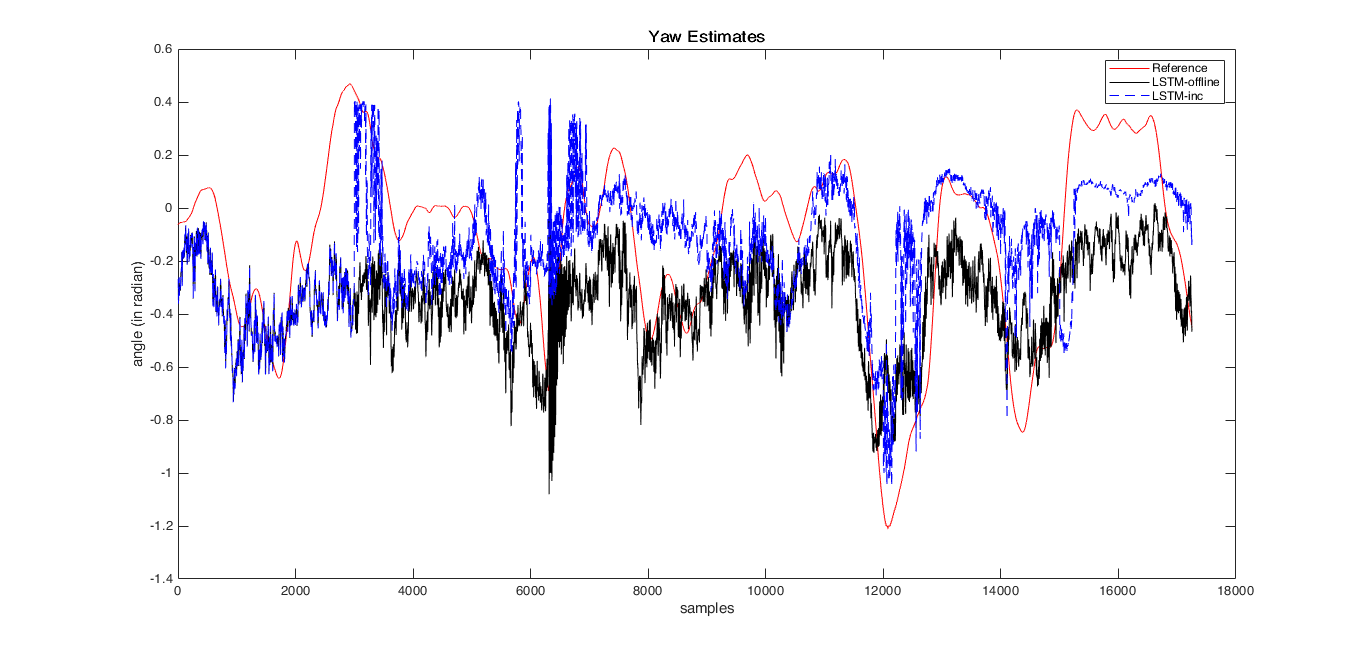 Yaw Estimates
Reference
LSTM-offline
LSTM-inc
0.6
0.4
0.2
0
-0.2
-0.4
-0.6
-0.8
-1
-1.2
-1.4
angle (in radian)
0 2000 4000 6000 8000 10000 12000 14000 16000 18000
samples